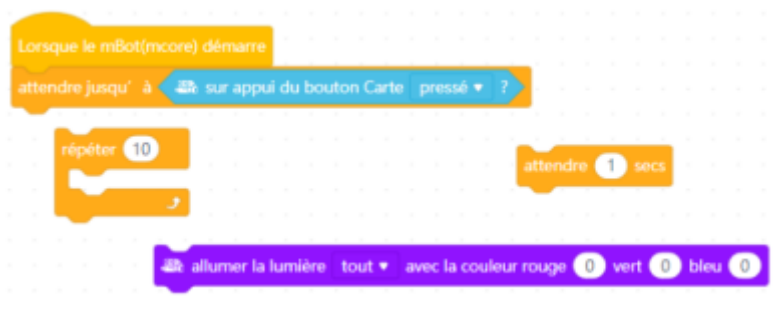 Lorsque le mBot(mcore) démarre
attendre jusqu' à sur appui du bouton Carte pressé ?
répéter 10
attendre 1 secs
allumer la lumière tout avec la couleur rouge 0 vert 0 bleu 0